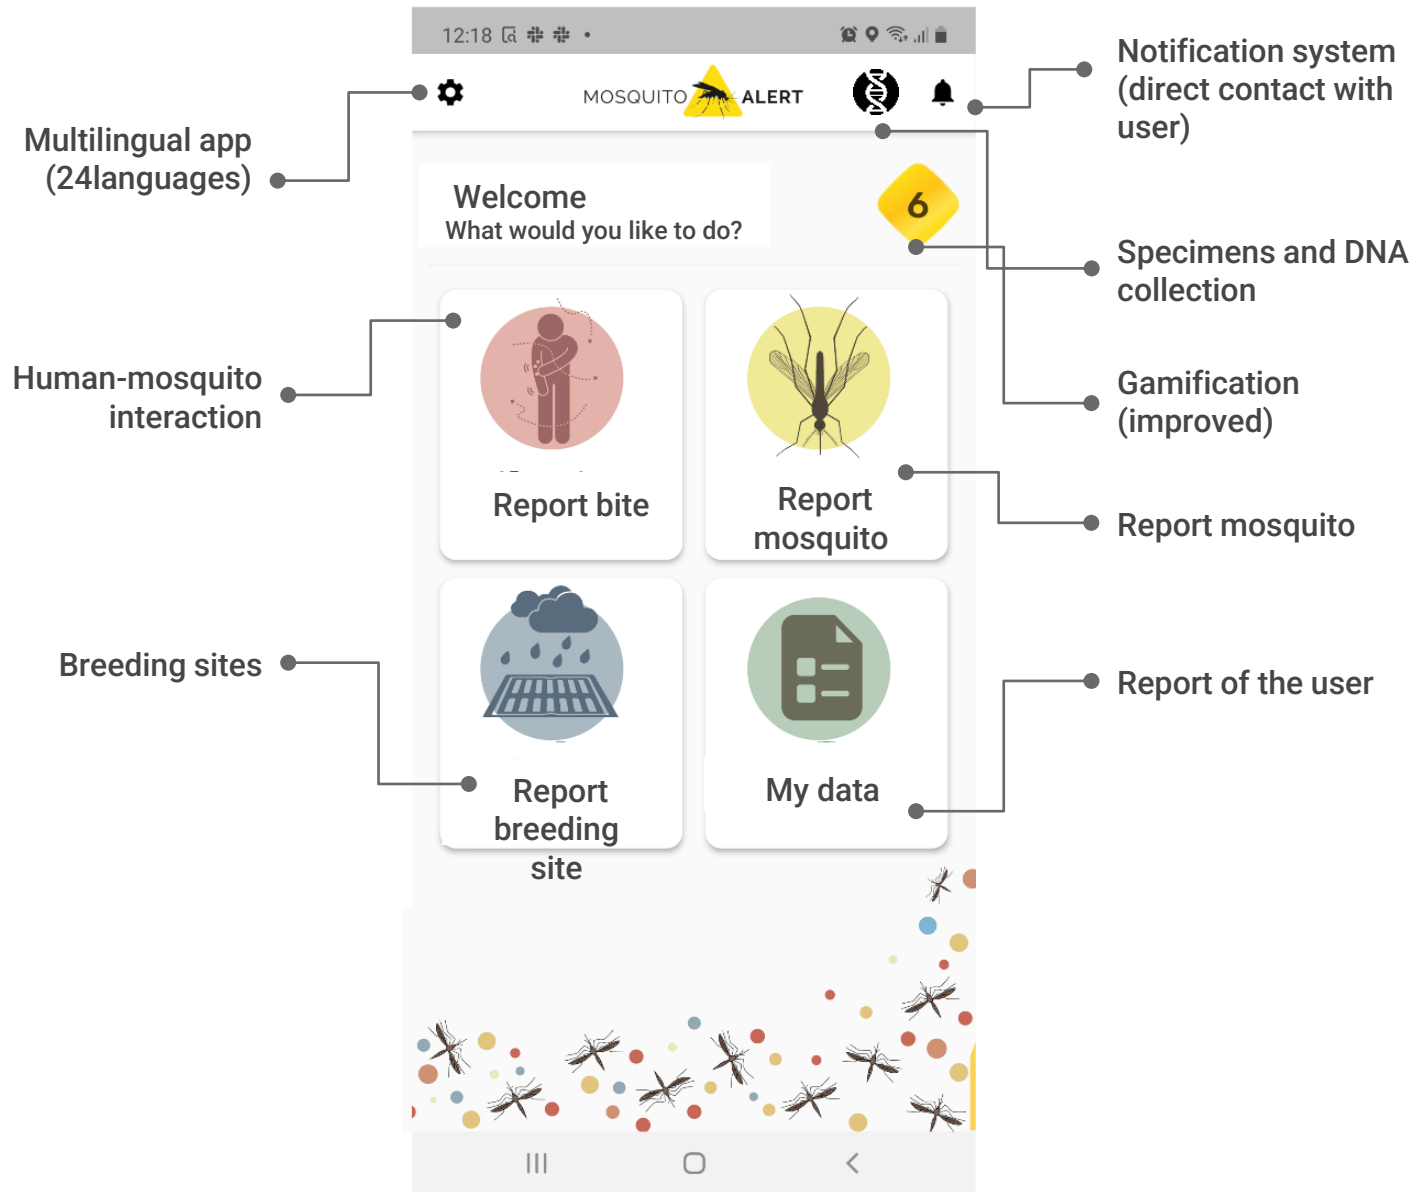 12:18
MOSQUITO ALERT
Notification system
(direct contact with
user)
Multilingual app
(24languages)
Welcome
What would you like to do?
6
Specimens and DNA
collection
Human-mosquito
interaction
Gamification
(improved)
Report bite
Report
mosquito
Report mosquito
Breeding sites
Report of the user
Report
breeding
site
My data